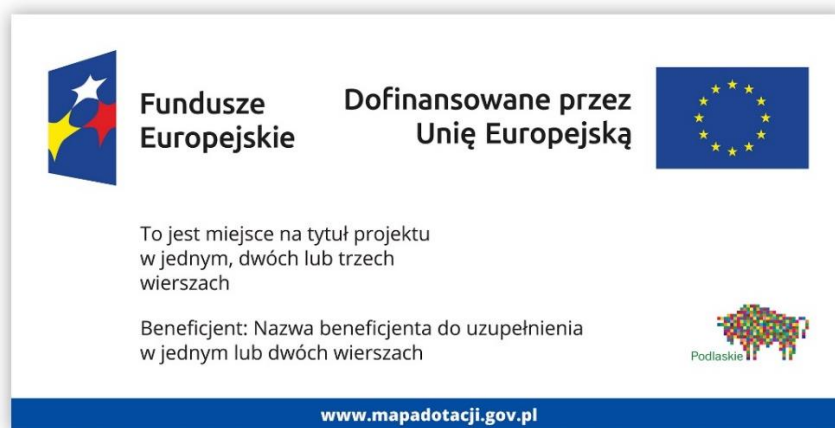 Fundusze
Europejskie
Dofinansowane przez
Unię Europejską
To jest miejsce na tytuł projektu
w jednym, dwóch lub trzech
wierszach
Beneficjent: Nazwa beneficjenta do uzupełnienia
w jednym lub dwóch wierszach
Podlaskie
www.mapadotacji.gov.pl